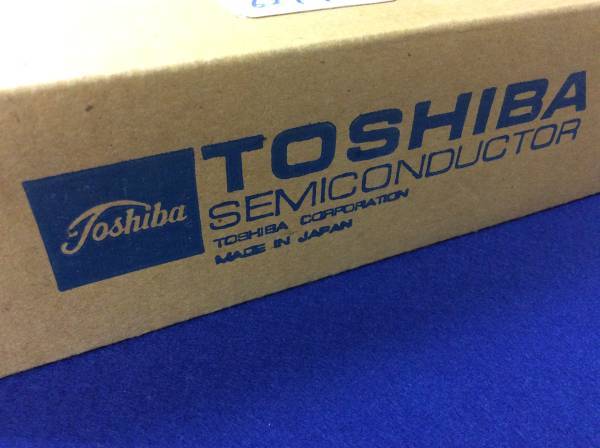 Toshiba
TOSHIBA
SEMICONDUCTOR
TOSHIBA CORPORATION
MADE IN JAPAN